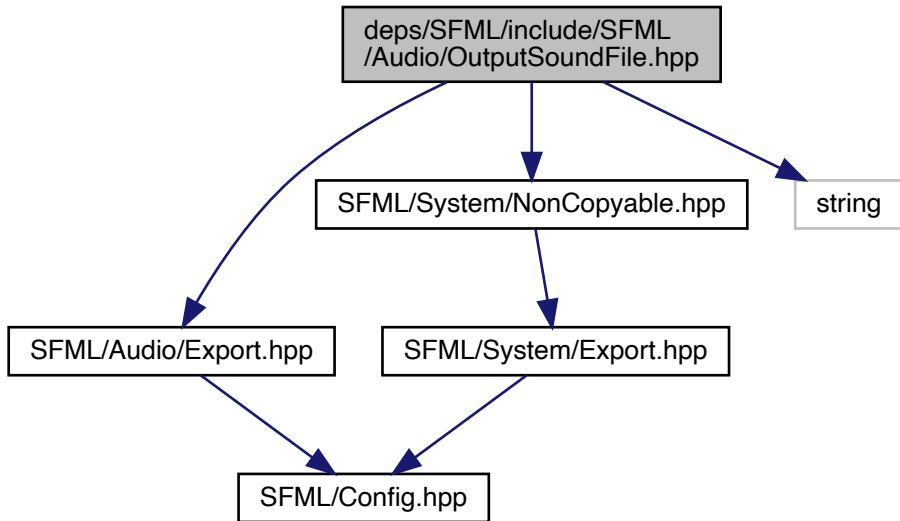 deps/SFML/include/SFML
/Audio/OutputSoundFile.hpp
SFML/System/NonCopyable.hpp
string
SFML/Audio/Export.hpp
SFML/System/Export.hpp
SFML/Config.hpp